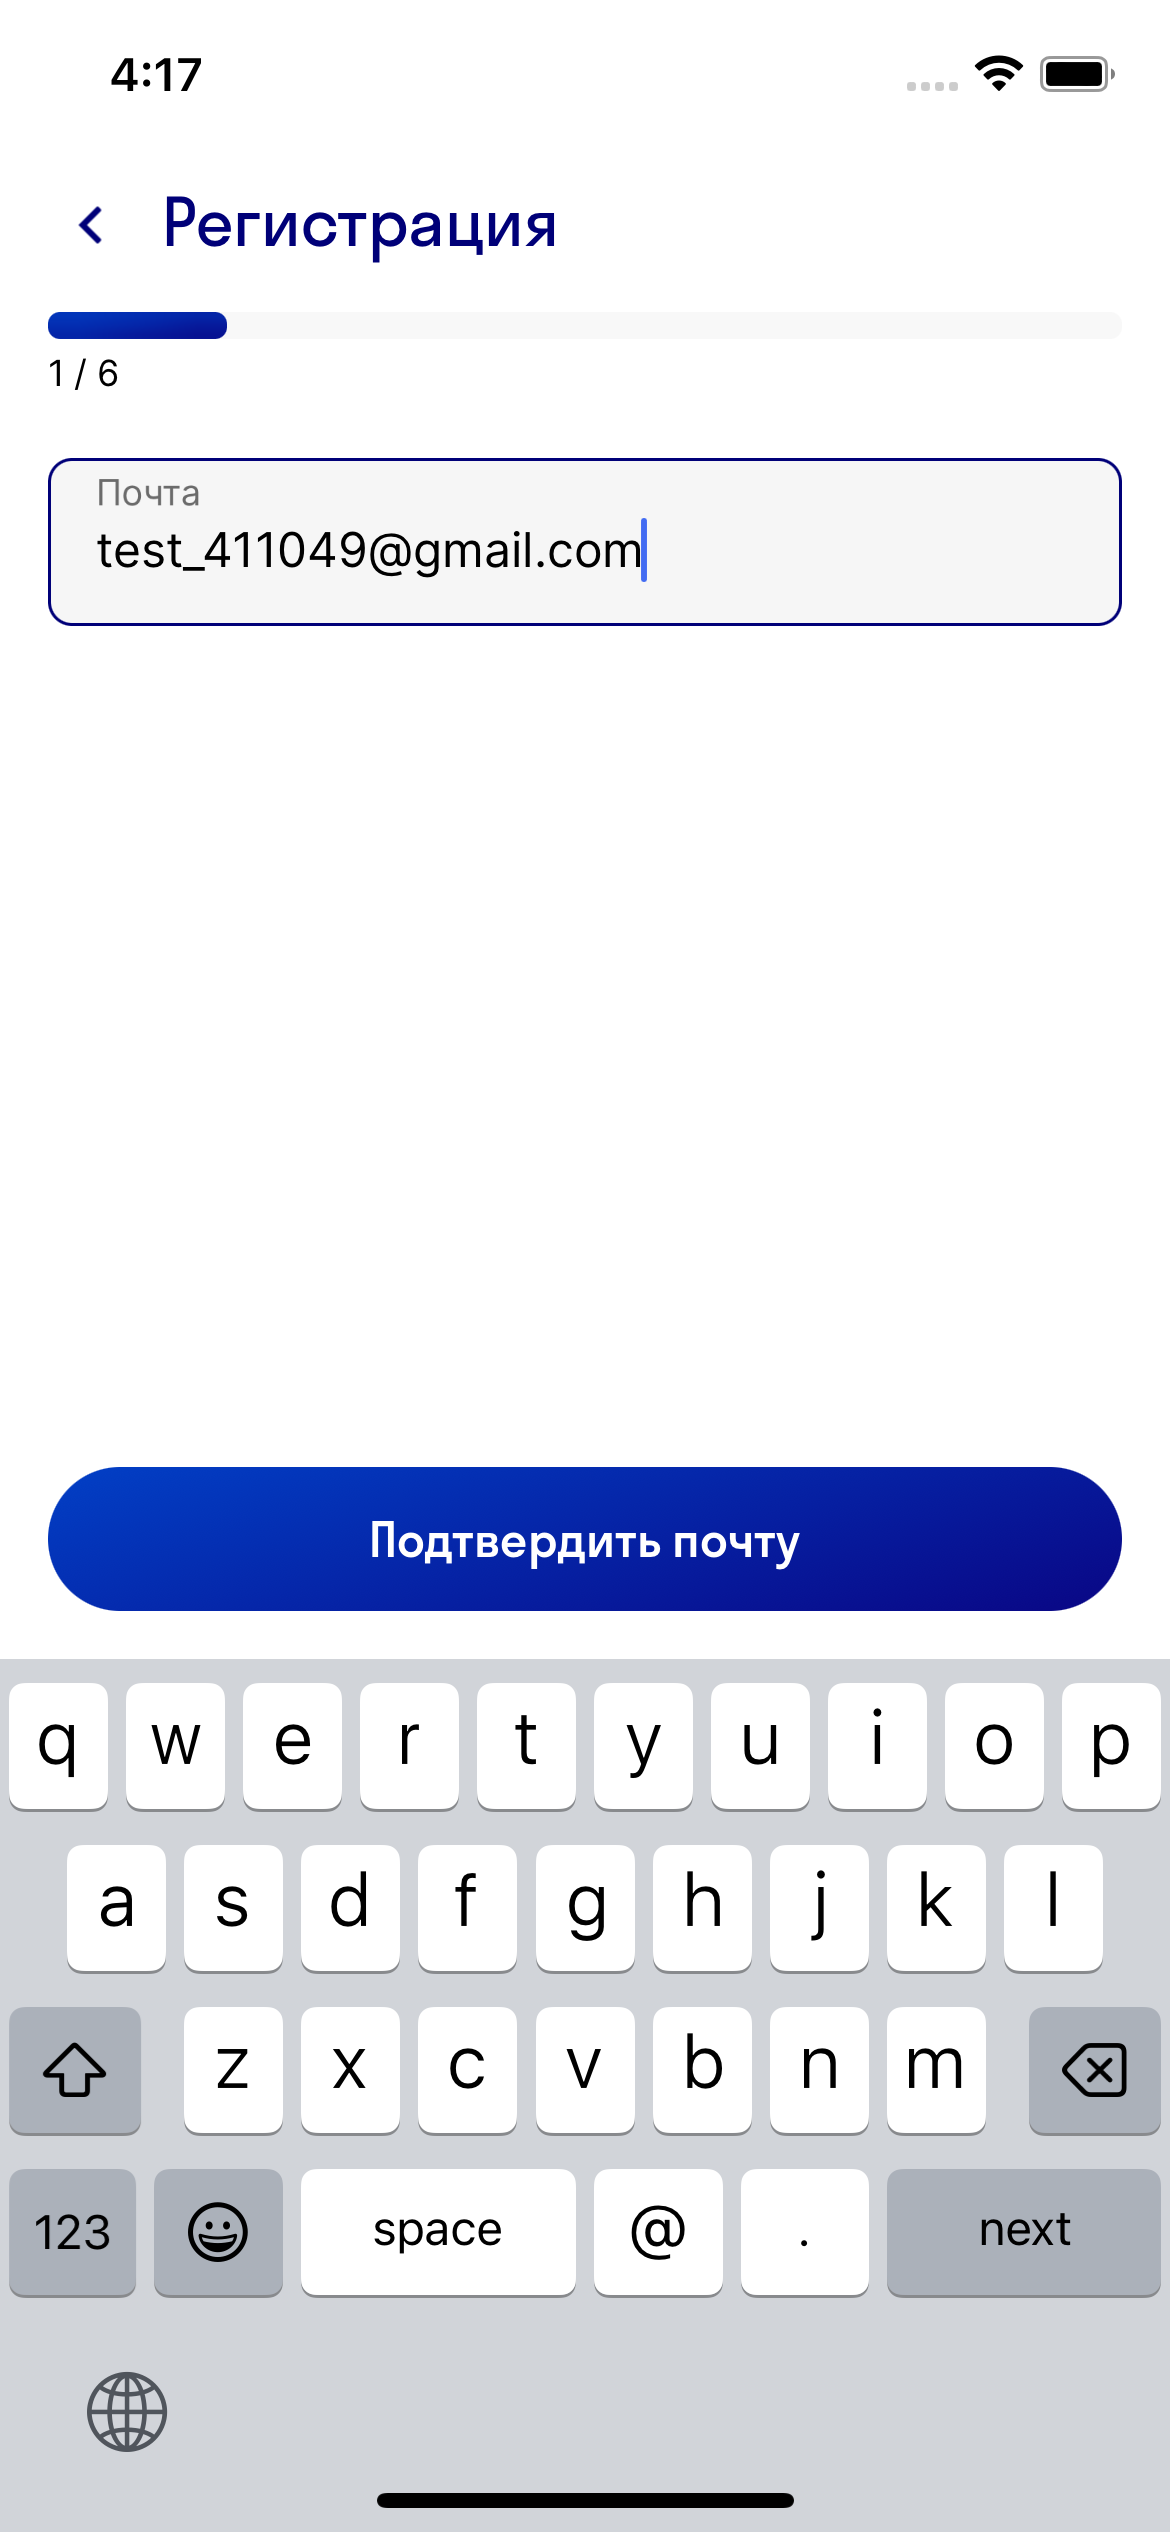 4:17
Регистрация
1 / 6
Почта
test_411049@gmail.com
Подтвердить почту
q w e r t y u i o p
a s d f g h j k l
z x c v b n m
123 space @ . next